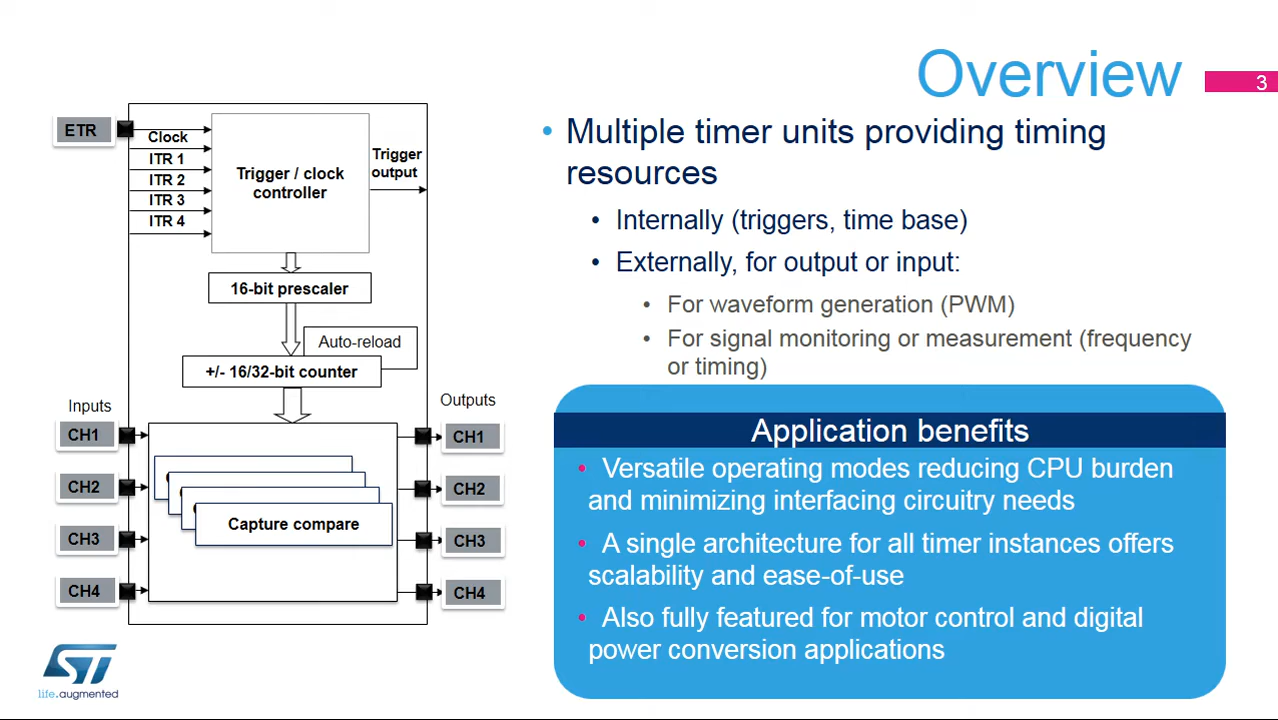 Overview
3
• Multiple timer units providing timing
resources
• Internally (triggers, time base)
• Externally, for output or input:
• For waveform generation (PWM)
• For signal monitoring or measurement (frequency
or timing)
Application benefits
• Versatile operating modes reducing CPU burden
and minimizing interfacing circuitry needs
• A single architecture for all timer instances offers
scalability and ease-of-use
• Also fully featured for motor control and digital
power conversion applications
ETR
Clock
ITR 1
ITR 2
ITR 3
ITR 4
Trigger / clock
controller
Trigger
output
16-bit prescaler
Auto-reload
+/- 16/32-bit counter
Inputs
Outputs
CH1
CH2
CH3
CH4
Capture compare
CH1
CH2
CH3
CH4
ST
life.augmented